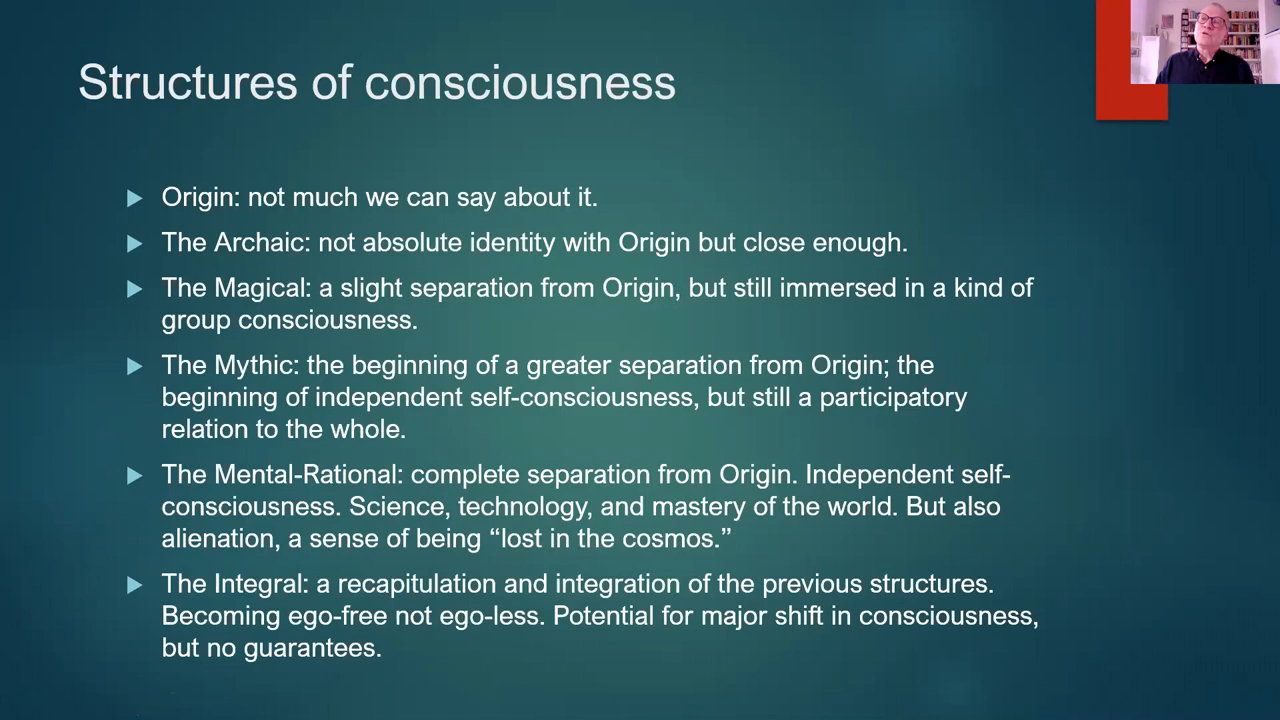 Structures of consciousness
Origin: not much we can say about it.
The Archaic: not absolute identity with Origin but close enough.
The Magical: a slight separation from Origin, but still immersed in a kind of
group consciousness.
The Mythic: the beginning of a greater separation from Origin; the
beginning of independent self-consciousness, but still a participatory
relation to the whole.
The Mental-Rational: complete separation from Origin. Independent self-
consciousness. Science, technology, and mastery of the world. But also
alienation, a sense of being “lost in the cosmos.”
The Integral: a recapitulation and integration of the previous structures.
Becoming ego-free not ego-less. Potential for major shift in consciousness,
but no guarantees.